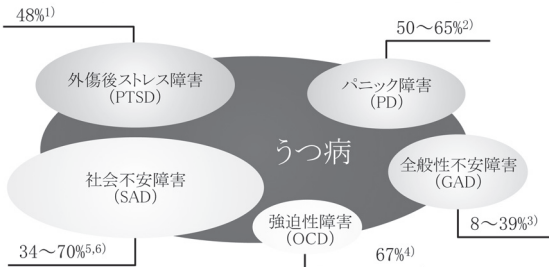 48%1)
50～65%2)
外傷後ストレス障害
(PTSD)
パニック障害
(PD)
うつ病
全般性不安障害
(GAD)
社会不安障害
(SAD)
強迫性障害
(OCD)
8～39%3)
34～70%5,6)
67%4)